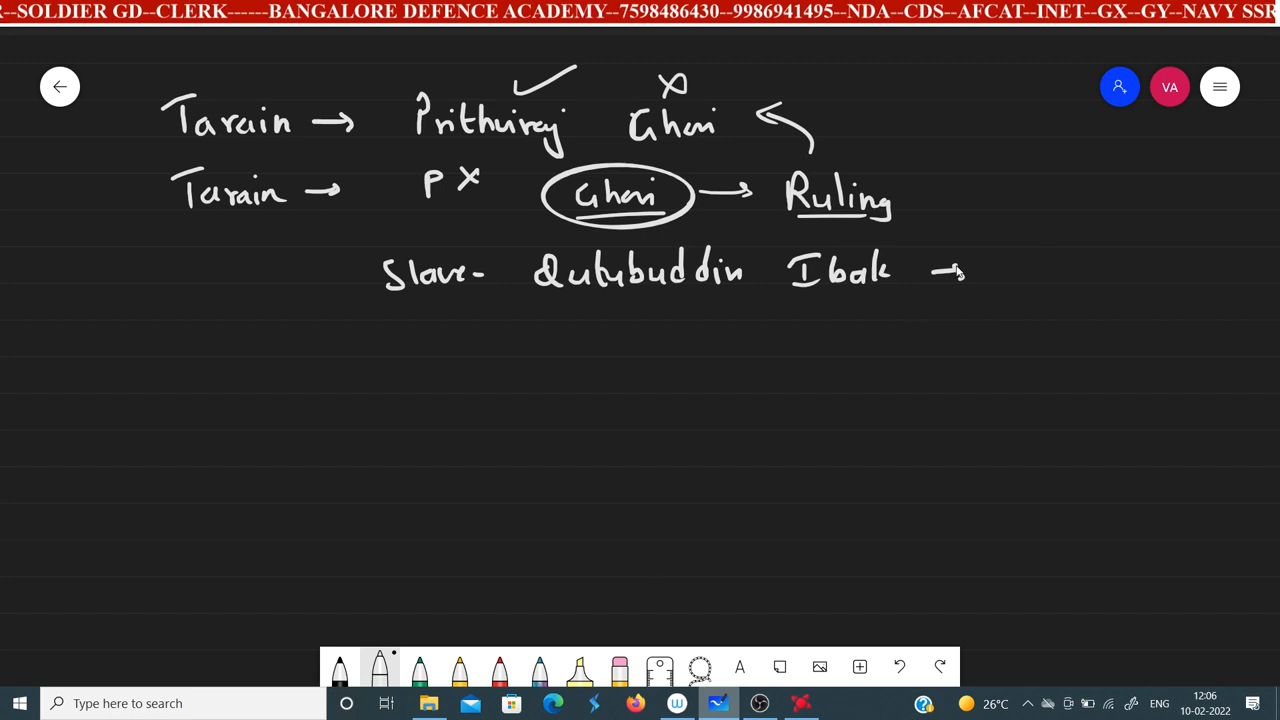 R--SOLDIER GD--CLERK------BANGALORE DEFENCE ACADEMY--7598486430--9986941495--NDA--CDS--AFCAT--INET--GX--GY--NAVY SSR
VA
Tarain → Prithviraj Ghori
Tarain → P X Ghori → Ruling
Slave- Qutubuddin Ibak →
A
Type here to search
26°C
ENG
12:06
10-02-2022